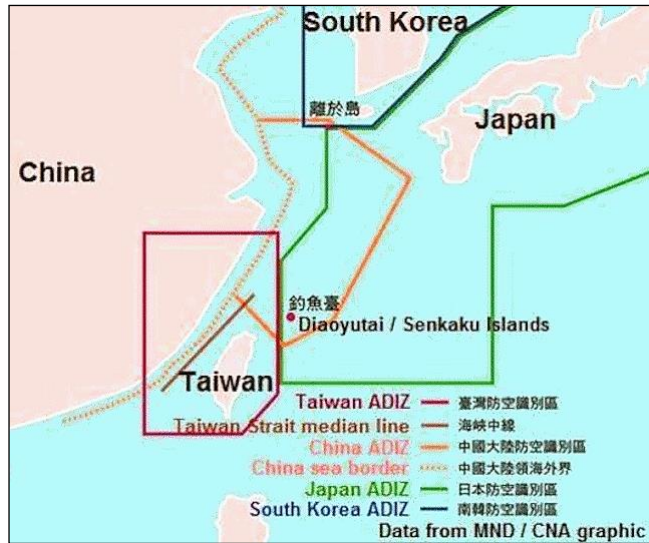 South Korea
離於島
Japan
China
釣魚臺
Diaoyutai / Senkaku Islands
Taiwan
Taiwan ADIZ 臺灣防空識別區
Taiwan Strait median line 海峽中線
China ADIZ 中國大陸防空識別區
China sea border 中國大陸領海外界
Japan ADIZ 日本防空識別區
South Korea ADIZ 南韓防空識別區
Data from MND / CNA graphic